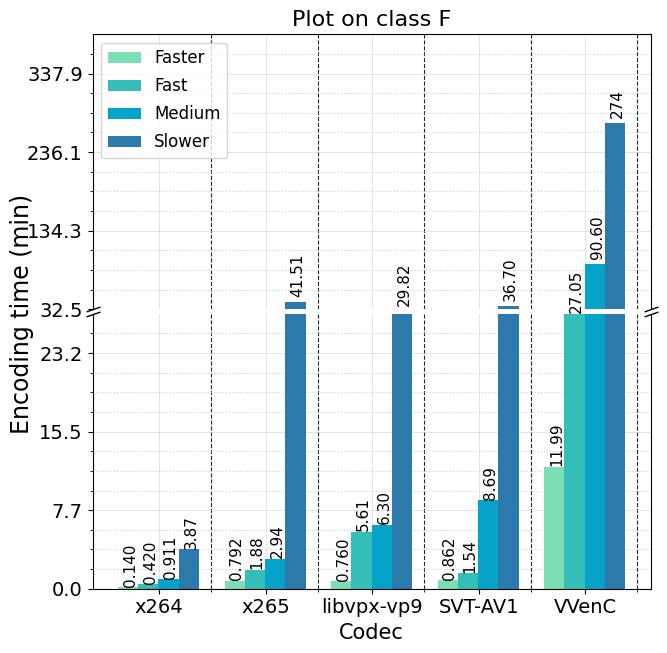 Plot on class F
Faster
Fast
Medium
Slower
337.9
236.1
134.3
32.5
23.2
15.5
7.7
0.0
Encoding time (min)
0.140
0.420
0.911
3.87
0.792
1.88
2.94
41.51
0.760
5.61
6.30
29.82
0.862
1.54
8.69
36.70
11.99
27.05
90.60
274
x264
x265
libvpx-vp9
SVT-AV1
VVenC
Codec